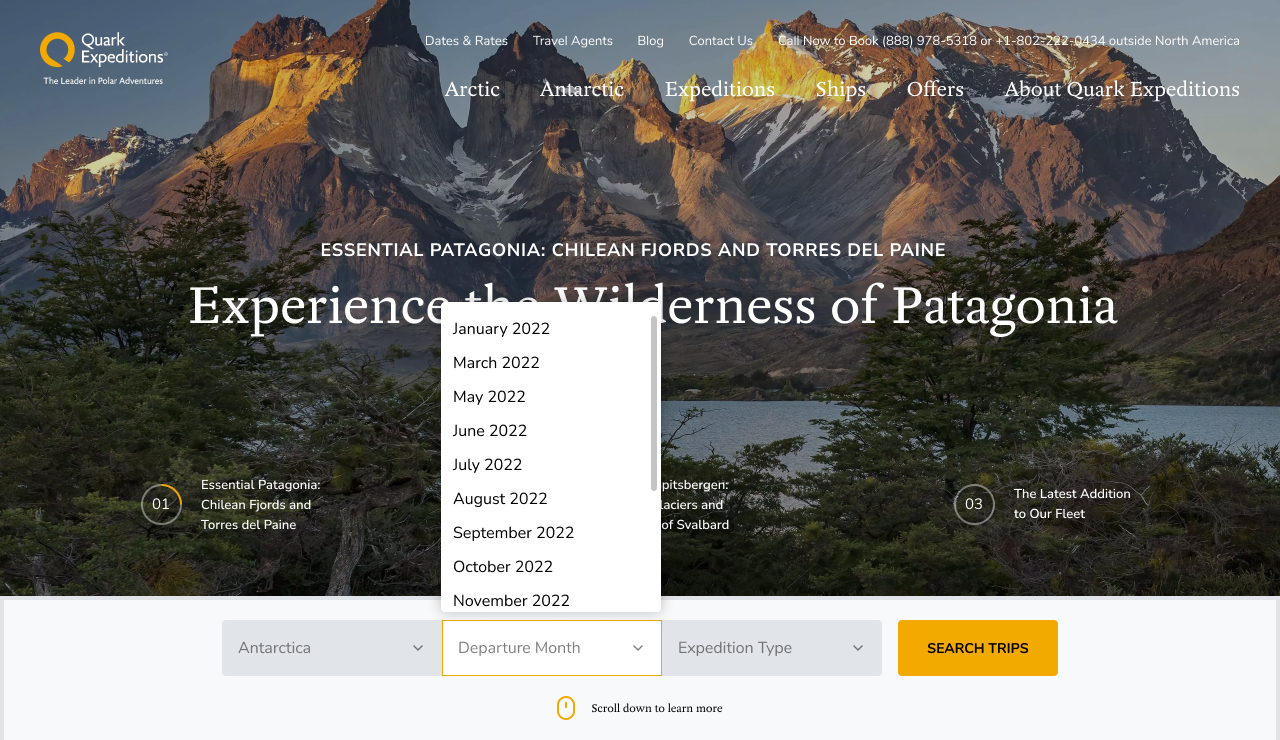 Quark
Expeditions®
The Leader in Polar Adventures
Dates & Rates
Travel Agents
Blog
Contact Us
Call Now to Book (888) 978-5318 or +1-802-222-0434 outside North America
Arctic
Antarctic
Expeditions
Ships
Offers
About Quark Expeditions
ESSENTIAL PATAGONIA: CHILEAN FJORDS AND TORRES DEL PAINE
Experience the Wilderness of Patagonia
January 2022
March 2022
May 2022
June 2022
July 2022
August 2022
September 2022
October 2022
November 2022
01
Essential Patagonia:
Chilean Fjords and
Torres del Paine
pitsbergen:
laciers and
of Svalbard
03
The Latest Addition
to Our Fleet
Antarctica
Departure Month
Expedition Type
SEARCH TRIPS
Scroll down to learn more